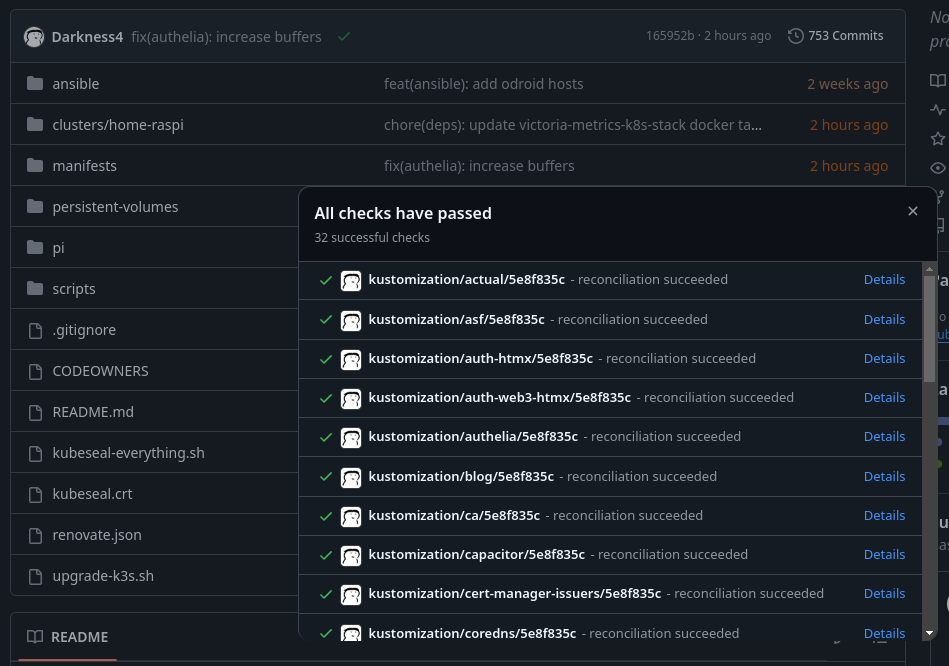 Darkness4 fix(authelia): increase buffers 165952b · 2 hours ago 753 Commits
ansible feat(ansible): add odroid hosts 2 weeks ago
clusters/home-raspi chore(deps): update victoria-metrics-k8s-stack docker ta… 2 hours ago
manifests fix(authelia): increase buffers 2 hours ago
persistent-volumes
pi
scripts
.gitignore
CODEOWNERS
README.md
kubeseal-everything.sh
kubeseal.crt
renovate.json
upgrade-k3s.sh
README
All checks have passed
32 successful checks
kustomization/actual/5e8f835c - reconciliation succeeded Details
kustomization/asf/5e8f835c - reconciliation succeeded Details
kustomization/auth-htmx/5e8f835c - reconciliation succeeded Details
kustomization/auth-web3-htmx/5e8f835c - reconciliation succeeded Details
kustomization/authelia/5e8f835c - reconciliation succeeded Details
kustomization/blog/5e8f835c - reconciliation succeeded Details
kustomization/ca/5e8f835c - reconciliation succeeded Details
kustomization/capacitor/5e8f835c - reconciliation succeeded Details
kustomization/cert-manager-issuers/5e8f835c - reconciliation succeeded Details
kustomization/coredns/5e8f835c - reconciliation succeeded Details